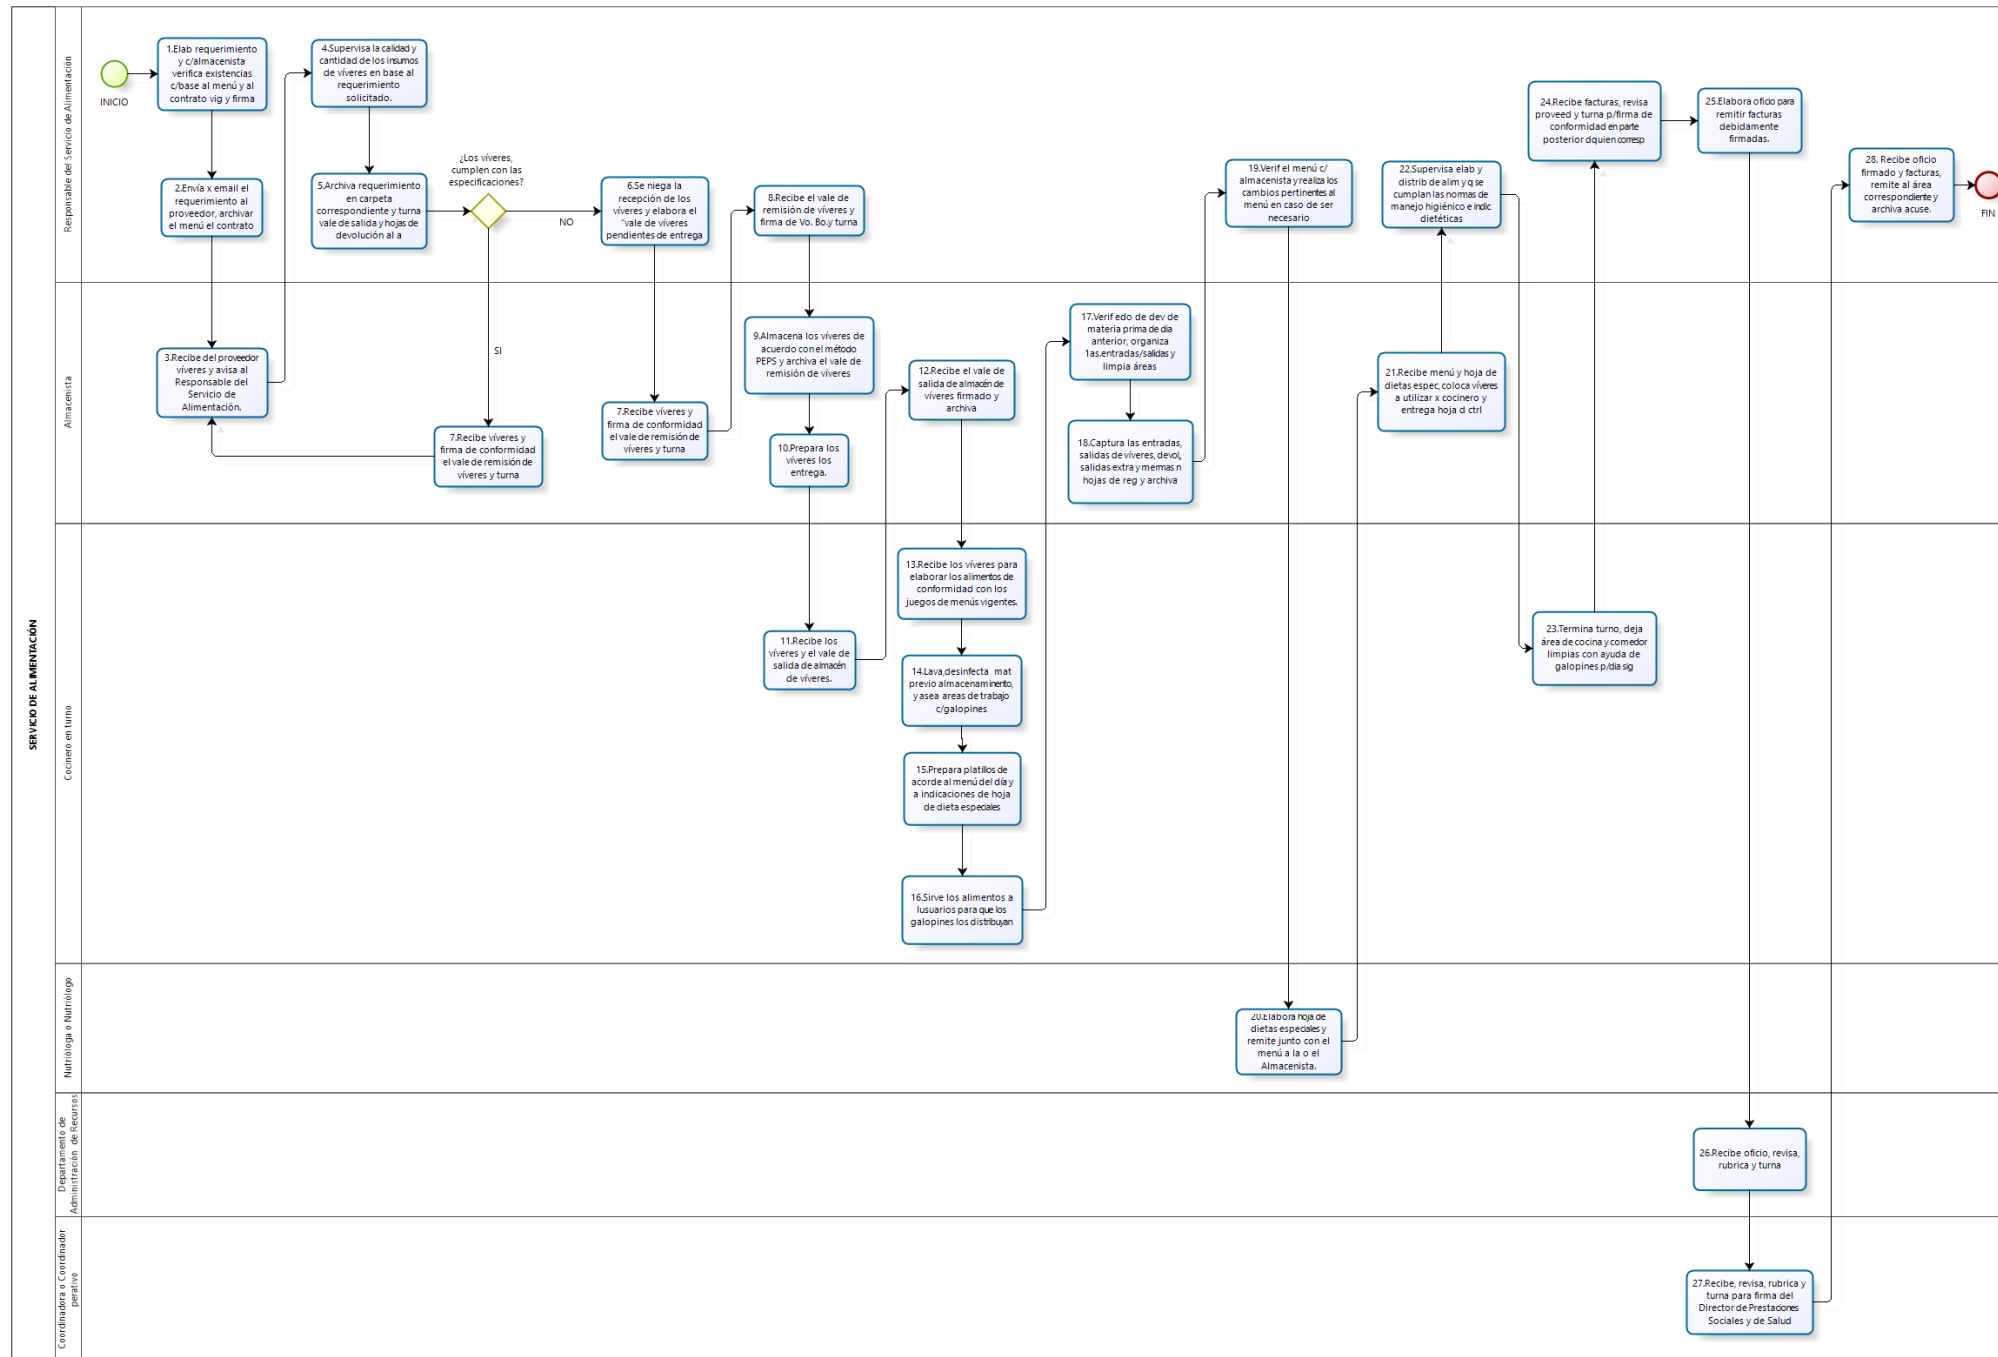 SERVICIO DE ALIMENTACIÓN
Responsable del Servicio de Alimentación
INICIO
1.Elab requerimiento
y c/almacenista
verifica existencias
c/base al menú y al
contrato vig y firma
2.Envía x email el
requerimiento al
proveedor, archivar
el menú el contrato
4.Supervisa la calidad y
cantidad de los insumos
de víveres en base al
requerimiento
solicitado.
5.Archiva requerimiento
en carpeta
correspondiente y turna
vale de salida y hojas de
devolución al a
¿Los víveres,
cumplen con las
especificaciones?
NO
SI
6.Se niega la
recepción de los
víveres y elabora el
"vale de víveres
pendientes de entrega
8.Recibe el vale de
remisión de víveres y
firma de Vo. Bo.y turna
19.Verif el menú c/
almacenista y realiza los
cambios pertinentes al
menú en caso de ser
necesario
22.Supervisa elab y
distrib de alim y q se
cumplan las normas de
manejo higiénico e indic
dietéticas
24.Recibe facturas, revisa
proveed y turna p/firma de
conformidad en parte
posterior dquien corresp
25.Elabora oficio para
remitir facturas
debidamente
firmadas.
28. Recibe oficio
firmado y facturas,
remite al área
correspondiente y
archiva acuse.
FIN
Almacenista
3.Recibe del proveedor
víveres y avisa al
Responsable del
Servicio de
Alimentación.
7.Recibe víveres y
firma de conformidad
el vale de remisión de
víveres y turna
7.Recibe víveres y
firma de conformidad
el vale de remisión de
víveres y turna
9.Almacena los víveres de
acuerdo con el método
PEPS y archiva el vale de
remisión de víveres
10.Prepara los
víveres los
entrega.
12.Recibe el vale de
salida de almacén de
víveres firmado y
archiva
17.Verif edo de dev de
materia prima de dia
anterior, organiza
1as.entradas/salidas y
limpia áreas
18.Captura las entradas,
salidas de víveres, devol,
salidas extra y mermas n
hojas de reg y archiva
21.Recibe menú y hoja de
dietas espec, coloca víveres
a utilizar x cocinero y
entrega hoja d ctrl
Cocinero en turno
11.Recibe los
víveres y el vale de
salida de almacén
de víveres.
13.Recibe los víveres para
elaborar los alimentos de
conformidad con los
juegos de menús vigentes.
14.Lava,desinfecta mat
previo almacenaminento,
y asea areas de trabajo
c/galopines
15.Prepara platillos de
acorde al menú del día y
a indicaciones de hoja
de dieta especiales
16.Sirve los alimentos a
lusuarios para que los
galopines los distribuyan
23.Termina turno, deja
área de cocina y comedor
limpias con ayuda de
galopines p/dia sig
Nutrióloga o Nutriólogo
20.Elabora hoja de
dietas especiales y
remite junto con el
menú a la o el
Almacenista.
Departamento de
Administración de Recursos
26.Recibe oficio, revisa,
rubrica y turna
Coordinadora o Coordinador
perativo
27.Recibe, revisa, rubrica y
turna para firma del
Director de Prestaciones
Sociales y de Salud